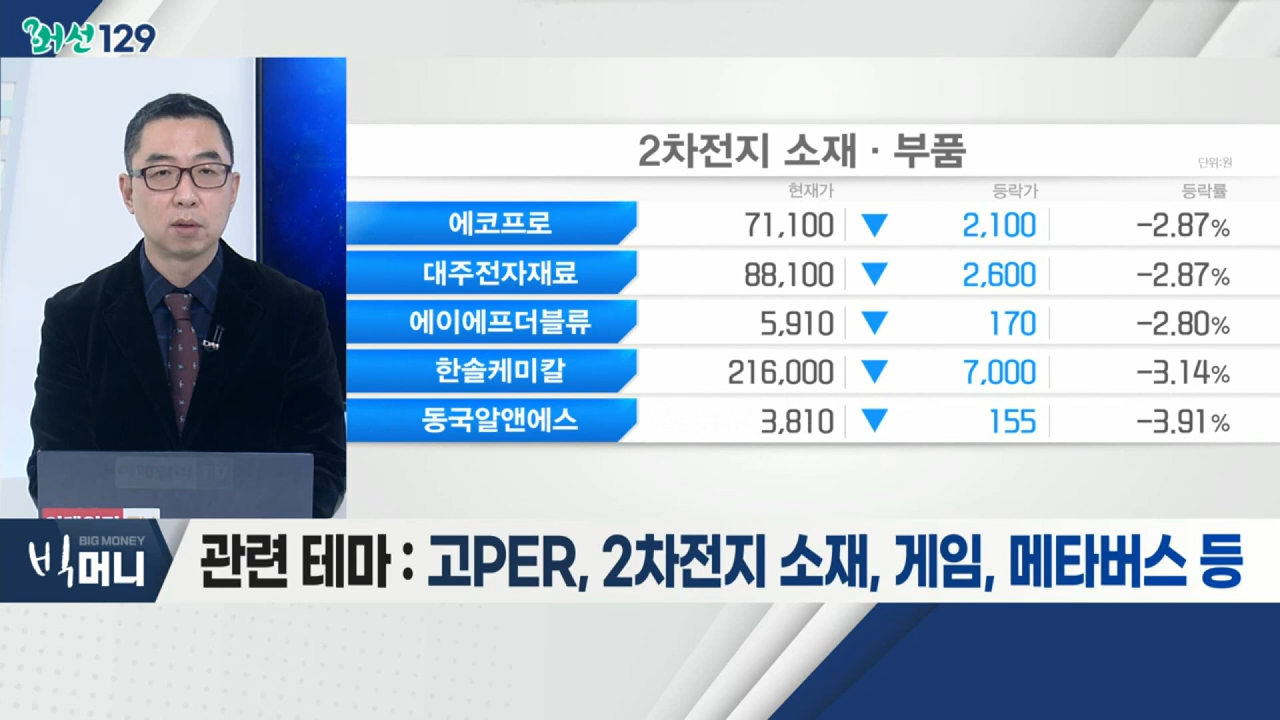 머선129
2차전지 소재 · 부품
단위:원
현재가 등락가 등락률
에코프로 71,100 ▼ 2,100 -2.87%
대주전자재료 88,100 ▼ 2,600 -2.87%
에이에프더블류 5,910 ▼ 170 -2.80%
한솔케미칼 216,000 ▼ 7,000 -3.14%
동국알앤에스 3,810 ▼ 155 -3.91%
BIG MONEY
빅머니
관련 테마 : 고PER, 2차전지 소재, 게임, 메타버스 등